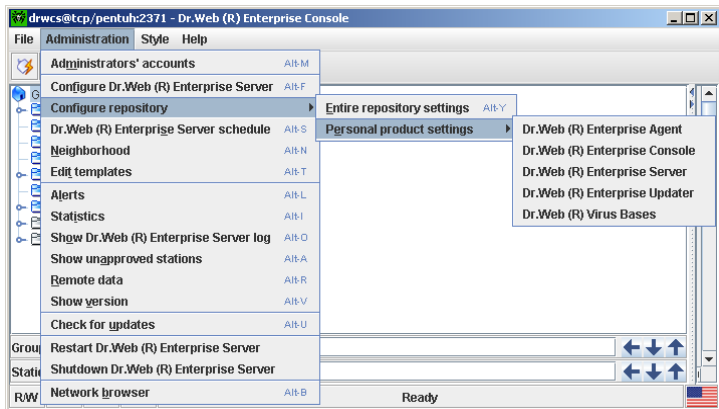 drwcs@tcp/pentuh:2371 - Dr.Web (R) Enterprise Console
File Administration Style Help
Administrators' accounts Alt-M
Configure Dr.Web (R) Enterprise Server Alt-F
Configure repository
Dr.Web (R) Enterprise Server schedule Alt-S
Neighborhood Alt-N
Edit templates Alt-T
Alerts Alt-L
Statistics Alt-I
Show Dr.Web (R) Enterprise Server log Alt-O
Show unapproved stations Alt-A
Remote data Alt-R
Show version Alt-V
Check for updates Alt-U
Restart Dr.Web (R) Enterprise Server
Shutdown Dr.Web (R) Enterprise Server
Network browser Alt-B
Entire repository settings Alt-Y
Personal product settings
Dr.Web (R) Enterprise Agent
Dr.Web (R) Enterprise Console
Dr.Web (R) Enterprise Server
Dr.Web (R) Enterprise Updater
Dr.Web (R) Virus Bases
R/W
Ready